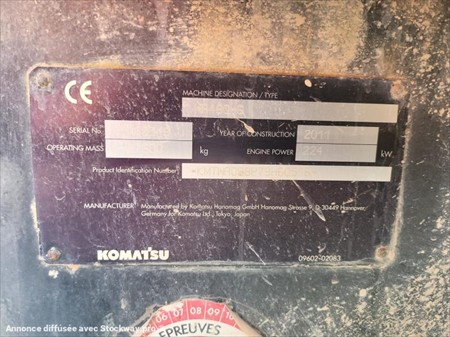 CE
MACHINE DESIGNATION / TYPE
SERIAL No.
YEAR OF CONSTRUCTION 2011
OPERATING MASS kg
ENGINE POWER 224 kW
Product Identification Number
MANUFACTURER Manufactured by Komatsu Hanomag GmbH Hanomag Strasse 9, D-30449 Hannover,
Germany for Komatsu Ltd., Tokyo, Japan
KOMATSU
09602-02083
06 07 08 09 10
EPREUVES
Annonce diffusée avec Stockway.pro